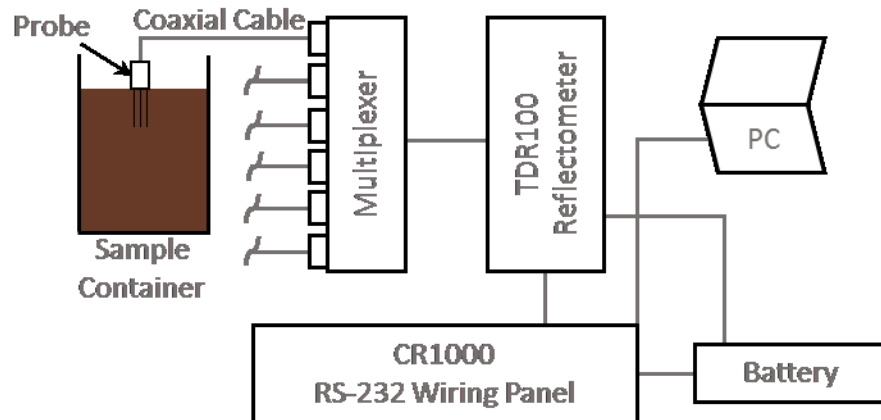 Probe
Coaxial Cable
Multiplexer
TDR100
Reflectometer
PC
Sample
Container
CR1000
RS-232 Wiring Panel
Battery